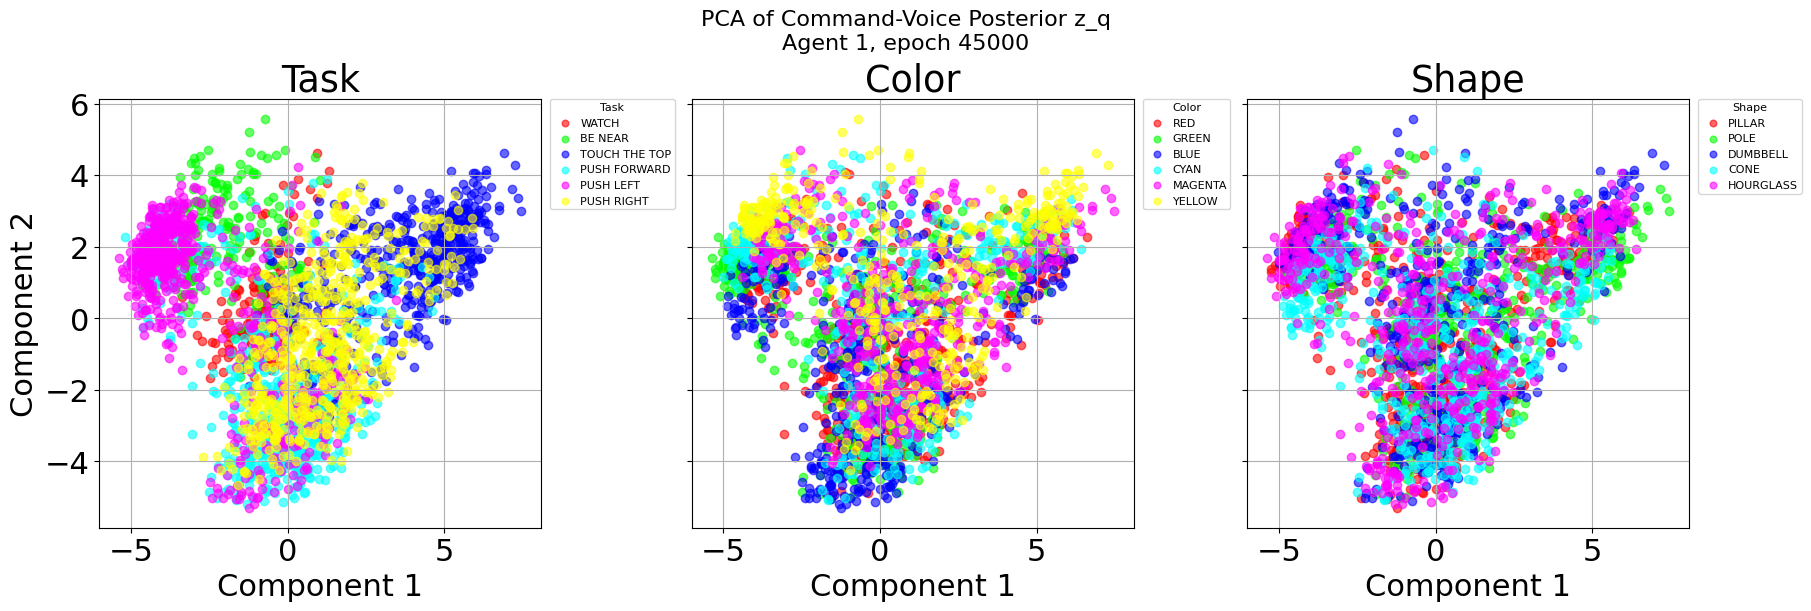 PCA of Command-Voice Posterior z_q
Agent 1, epoch 45000
Task
Color
Shape
Component 2
6
4
2
0
−2
−4
−5
0
5
Component 1
Task
WATCH
BE NEAR
TOUCH THE TOP
PUSH FORWARD
PUSH LEFT
PUSH RIGHT
−5
0
5
Component 1
Color
RED
GREEN
BLUE
CYAN
MAGENTA
YELLOW
−5
0
5
Component 1
Shape
PILLAR
POLE
DUMBBELL
CONE
HOURGLASS